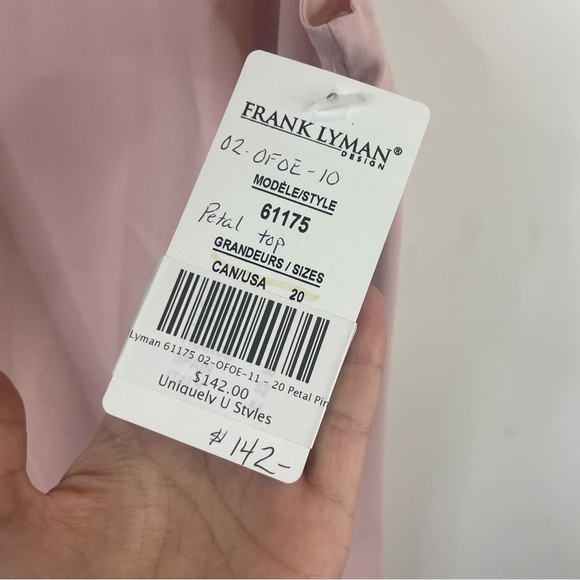 FRANK LYMAN®
DESIGN
02-OFOE-10
MODÈLE/STYLE
61175
Petal top
GRANDEURS / SIZES
CAN/USA 20
Lyman 61175 02-OFOE-11 - 20 Petal Pin
$142.00
Uniquely U Styles
$142-